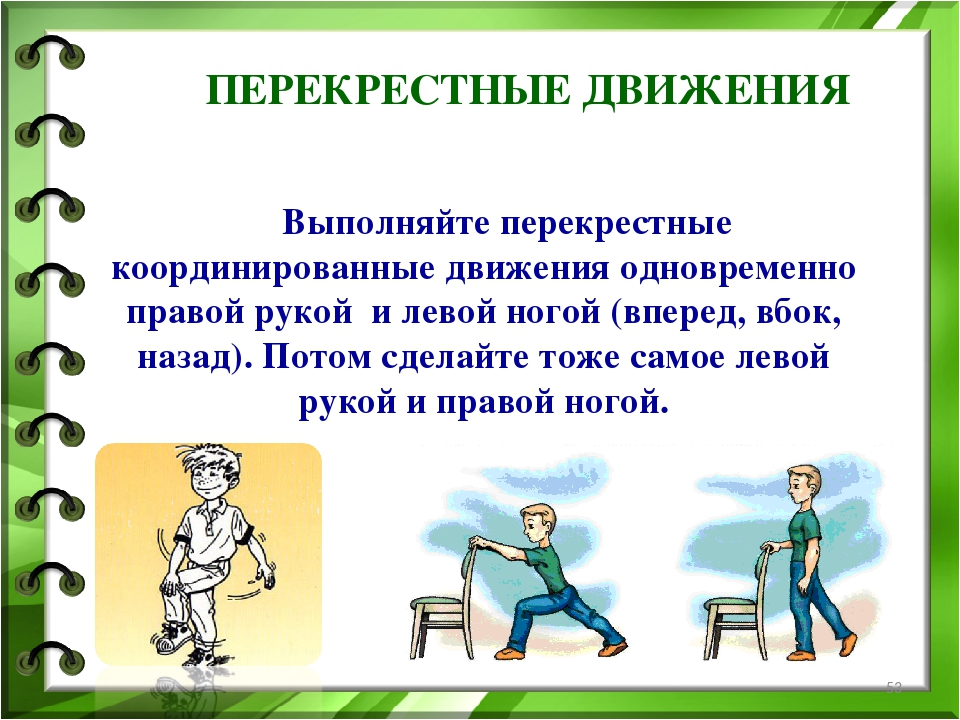 ПЕРЕКРЕСТНЫЕ ДВИЖЕНИЯ
Выполняйте перекрестные
координированные движения одновременно
правой рукой и левой ногой (вперед, вбок,
назад). Потом сделайте тоже самое левой
рукой и правой ногой.
53